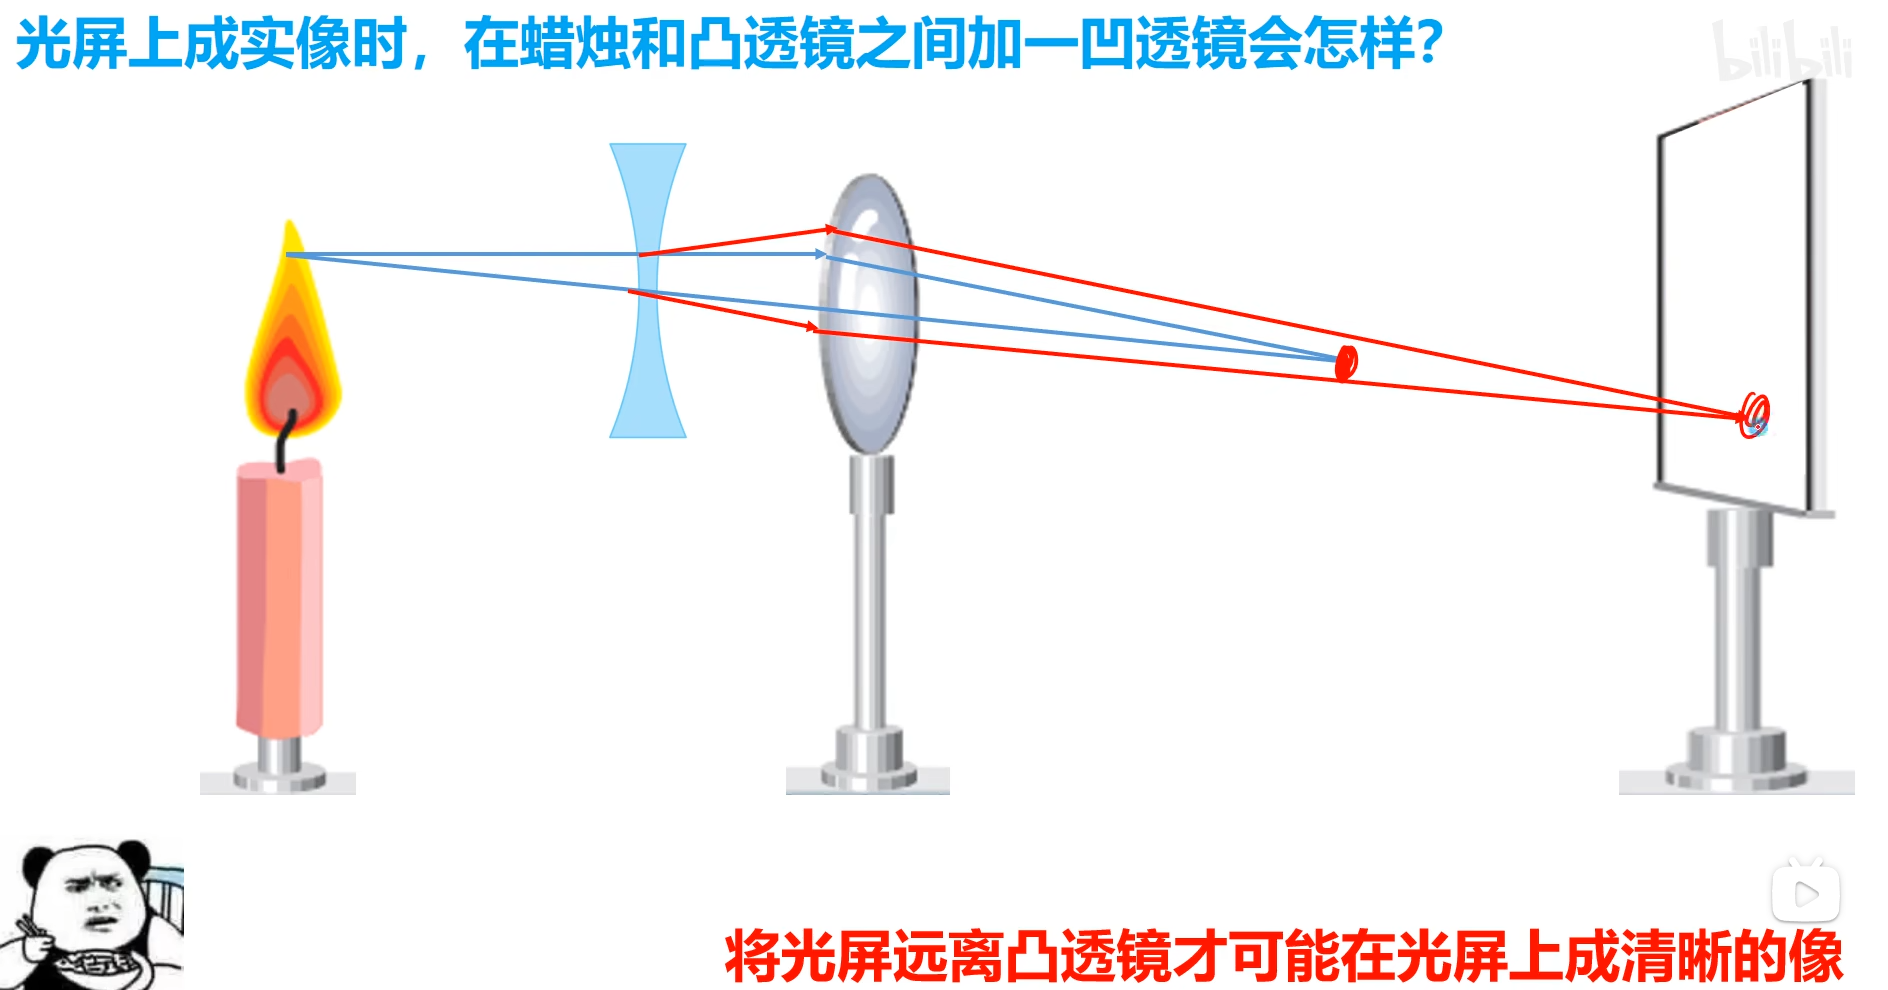 光屏上成实像时，在蜡烛和凸透镜之间加一凹透镜会怎样？
bilibili
将光屏远离凸透镜才可能在光屏上成清晰的像